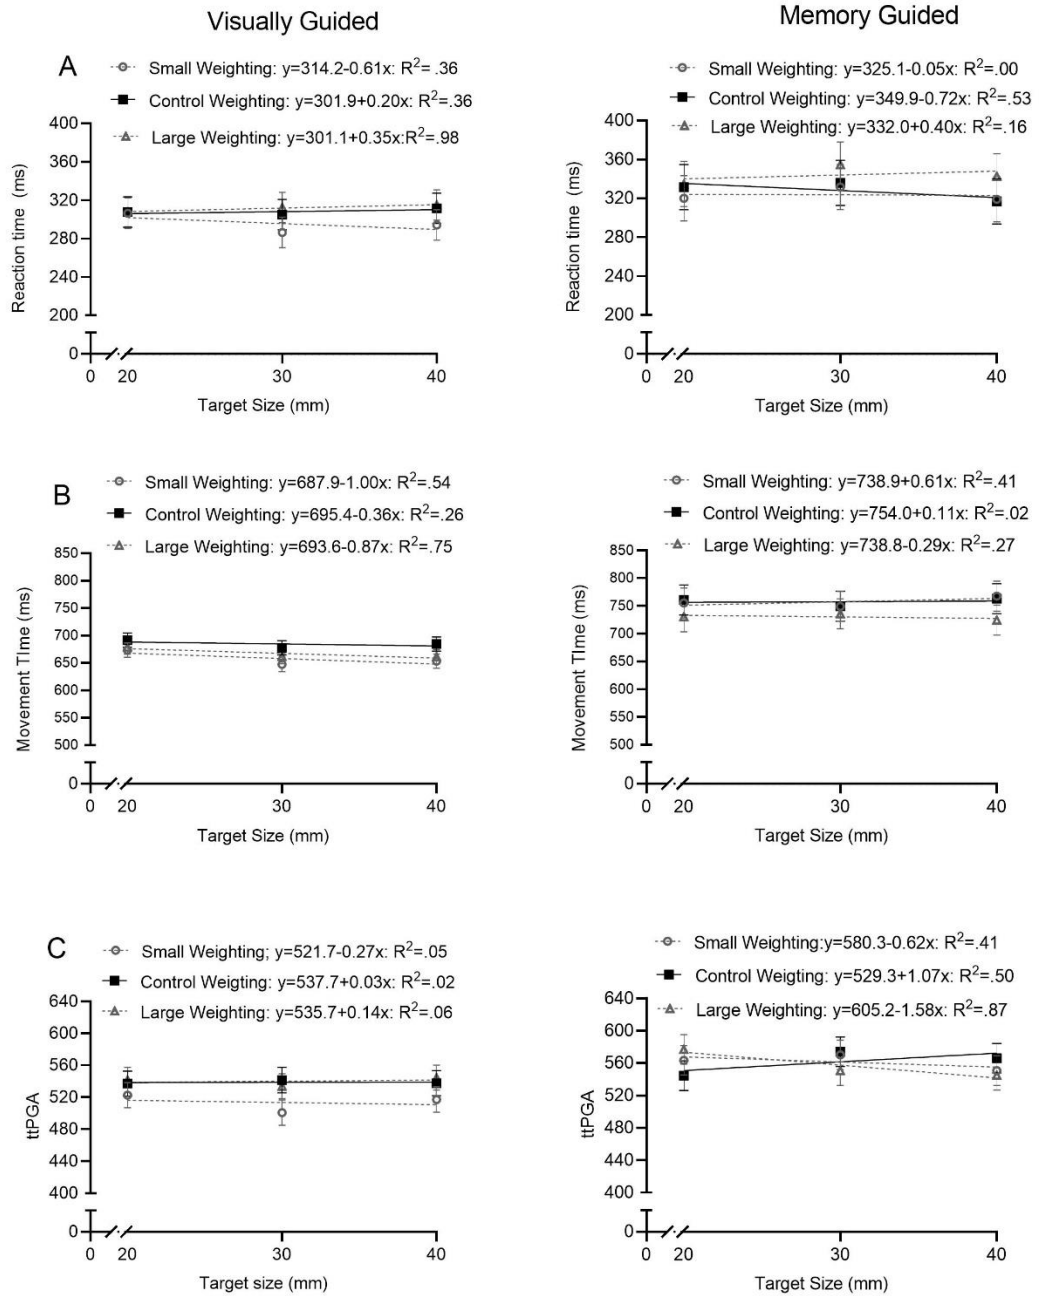 Visually Guided
Memory Guided
A
Small Weighting: y=314.2-0.61x: R²= .36
Control Weighting: y=301.9+0.20x: R²=.36
Large Weighting: y=301.1+0.35x:R²=.98
400
360
320
280
240
200
0
Reaction time (ms)
0
20
30
40
Target Size (mm)
Small Weighting: y=325.1-0.05x: R²=.00
Control Weighting: y=349.9-0.72x: R²=.53
Large Weighting: y=332.0+0.40x: R²=.16
400
360
320
280
240
200
0
Reaction time (ms)
0
20
30
40
Target Size (mm)
B
Small Weighting: y=687.9-1.00x: R²=.54
Control Weighting: y=695.4-0.36x: R²=.26
Large Weighting: y=693.6-0.87x: R²=.75
850
800
750
700
650
600
550
500
0
Movement TIme (ms)
0
20
30
40
Target Size (mm)
Small Weighting: y=738.9+0.61x: R²=.41
Control Weighting: y=754.0+0.11x: R²=.02
Large Weighting: y=738.8-0.29x: R²=.27
850
800
750
700
650
600
550
500
0
Movement TIme (ms)
0
20
30
40
Target Size (mm)
C
Small Weighting; y=521.7-0.27x: R²=.05
Control Weigting: y=537.7+0.03x: R²=.02
Large Weighting: y=535.7+0.14x: R²=.06
640
600
560
520
480
440
400
0
ttPGA
0
20
30
40
Target size (mm)
Small Weighting:y=580.3-0.62x: R²=.41
Control Weigting: y=529.3+1.07x: R²=.50
Large Weighting: y=605.2-1.58x: R²=.87
640
600
560
520
480
440
400
0
ttPGA
0
20
30
40
Target Size (mm)